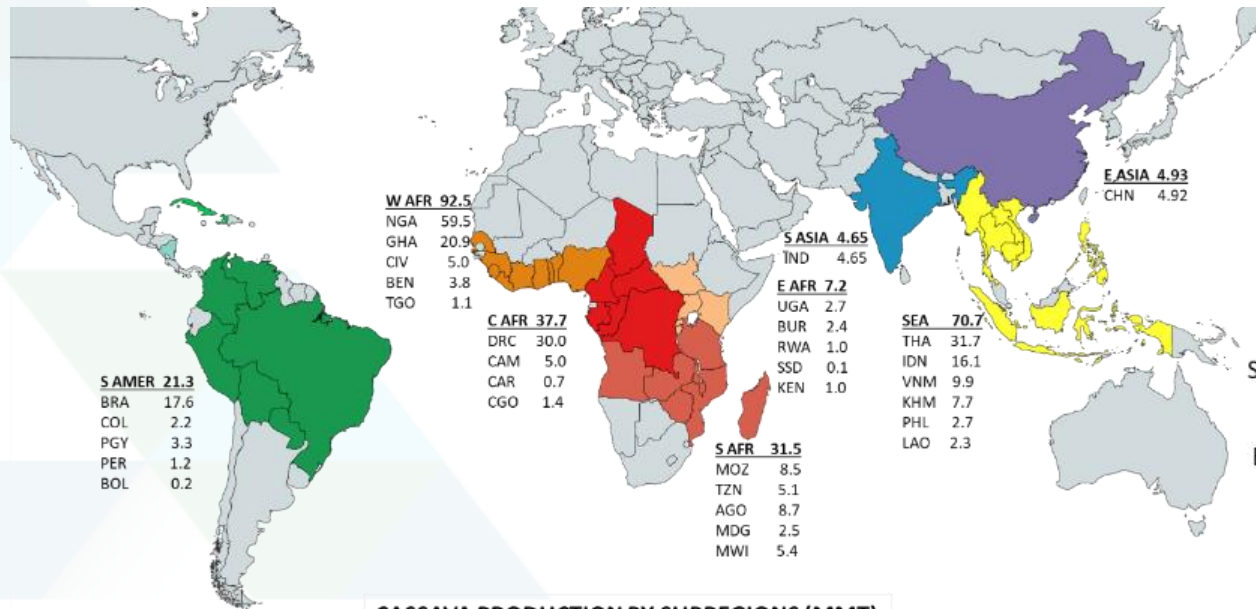 W AFR 92.5
NGA 59.5
GHA 20.9
CIV 5.0
BEN 3.8
TGO 1.1
C AFR 37.7
DRC 30.0
CAM 5.0
CAR 0.7
CGO 1.4
S AMER 21.3
BRA 17.6
COL 2.2
PGY 3.3
PER 1.2
BOL 0.2
E,ASIA 4.93
CHN 4.92
S ASIA 4.65
IND 4.65
E AFR 7.2
UGA 2.7
BUR 2.4
RWA 1.0
SSD 0.1
KEN 1.0
SEA 70.7
THA 31.7
IDN 16.1
VNM 9.9
KHM 7.7
PHL 2.7
LAO 2.3
S AFR 31.5
MOZ 8.5
TZN 5.1
AGO 8.7
MDG 2.5
MWI 5.4
CASSAVA PRODUCTION BY SUBREGIONS (MMT)